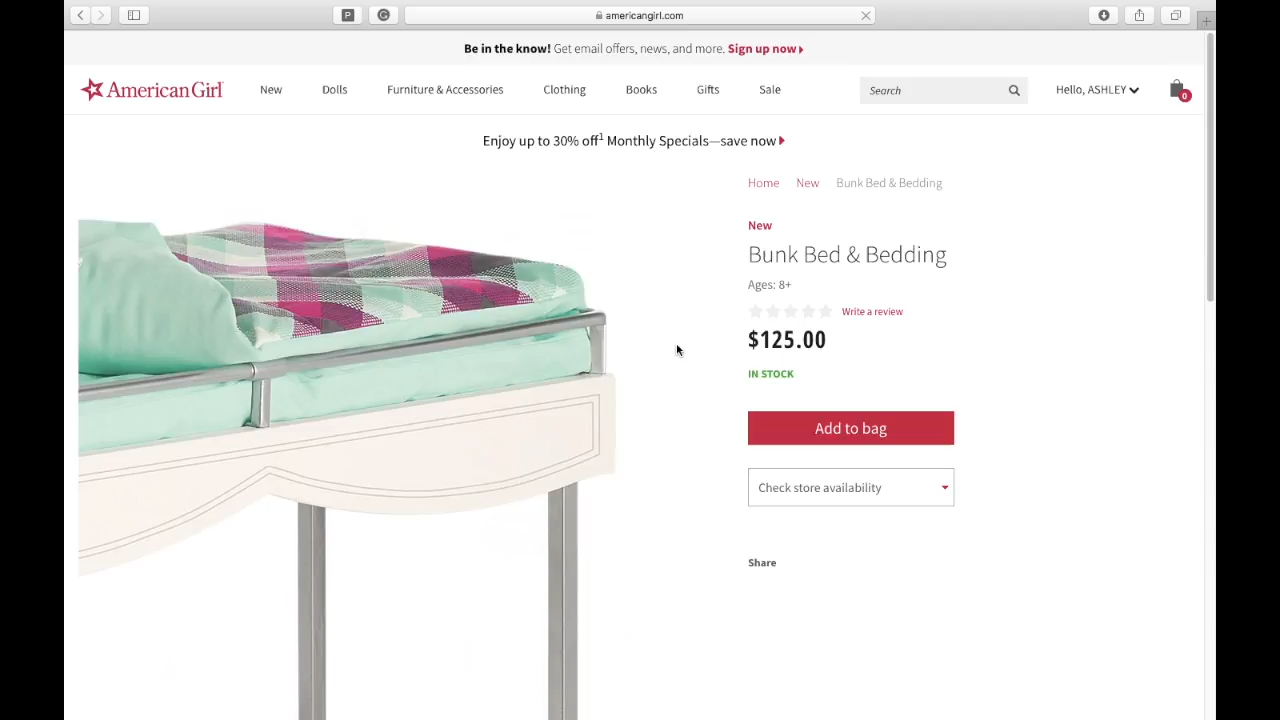 P
americangirl.com
Be in the know! Get email offers, news, and more. Sign up now
AmericanGirl
New
Dolls
Furniture & Accessories
Clothing
Books
Gifts
Sale
Search
Hello, ASHLEY
0
Enjoy up to 30% off1 Monthly Specials—save now
Home New Bunk Bed & Bedding
New
Bunk Bed & Bedding
Ages: 8+
Write a review
$125.00
IN STOCK
Add to bag
Check store availability
Share